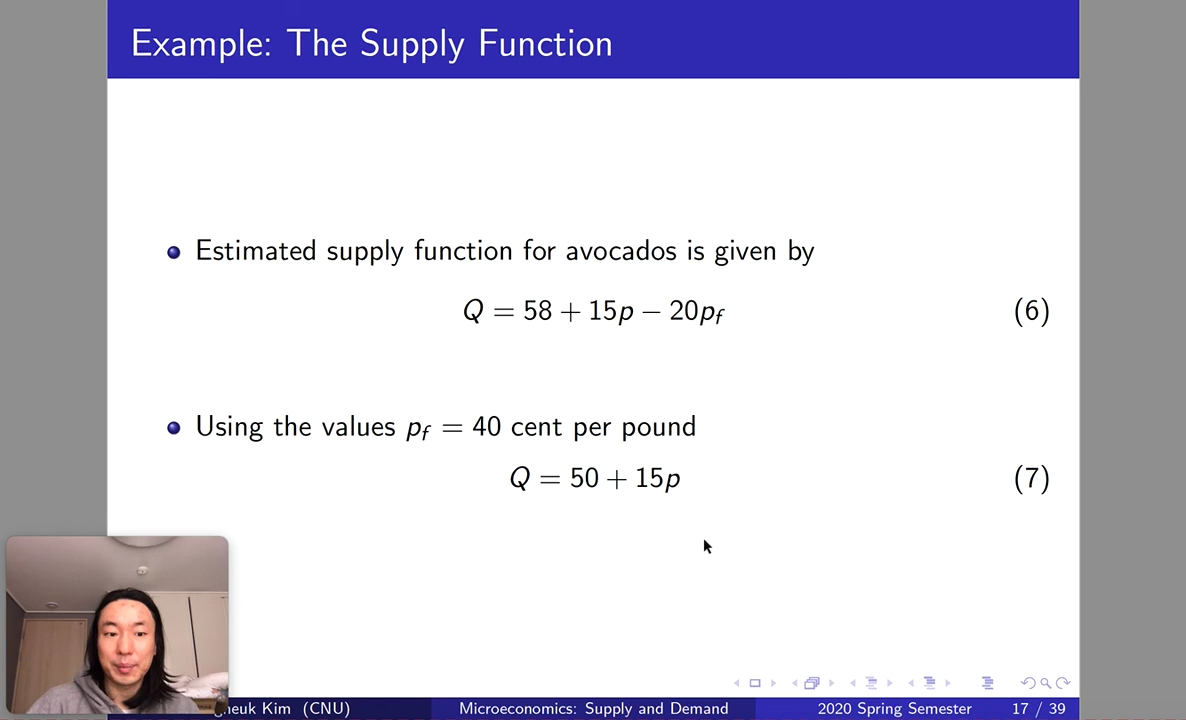 Example: The Supply Function
Estimated supply function for avocados is given by
Q = 58 + 15p − 20p_f (6)
Using the values p_f = 40 cent per pound
Q = 50 + 15p (7)
Kim (CNU) Microeconomics: Supply and Demand 2020 Spring Semester 17 / 39